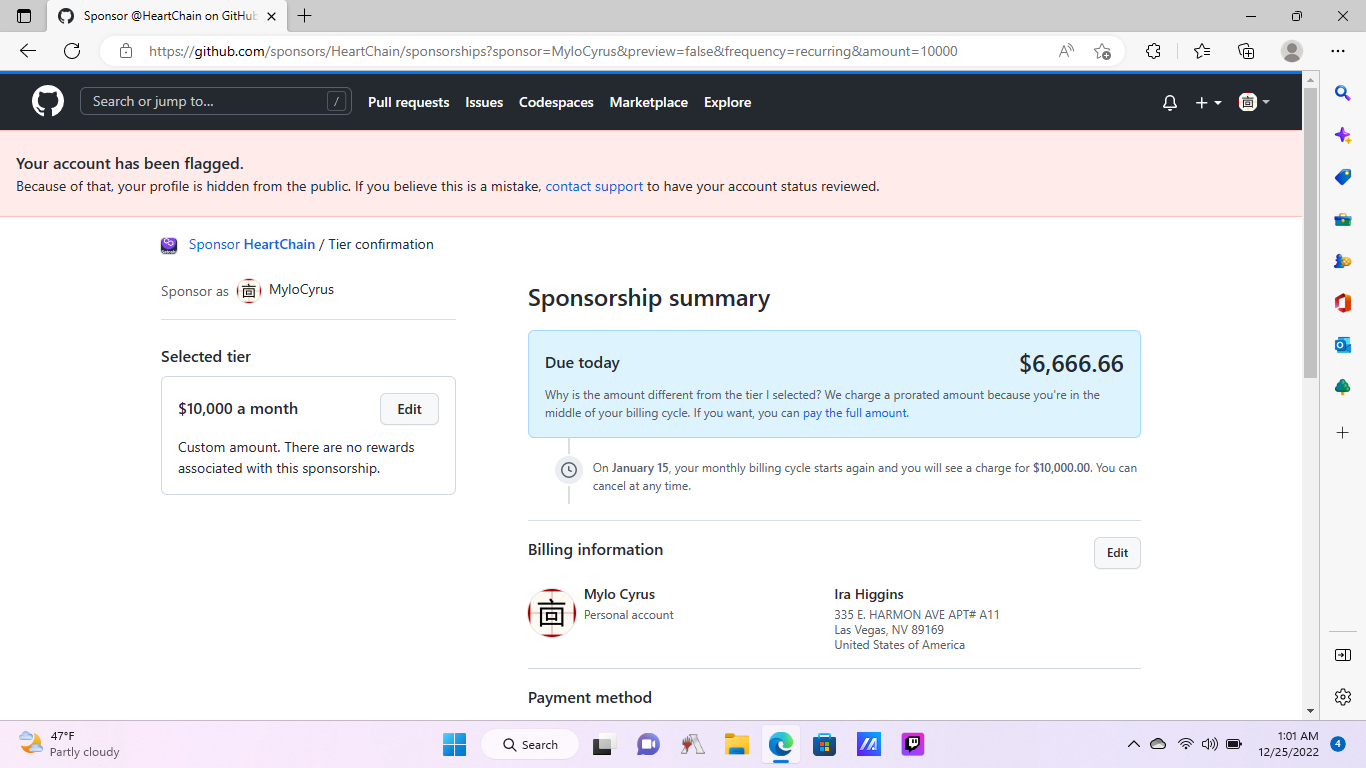 Sponsor @HeartChain on GitHub
https://github.com/sponsors/HeartChain/sponsorships?sponsor=MyloCyrus&preview=false&frequency=recurring&amount=10000
Search or jump to... /
Pull requests Issues Codespaces Marketplace Explore
Your account has been flagged.
Because of that, your profile is hidden from the public. If you believe this is a mistake, contact support to have your account status reviewed.
Sponsor HeartChain / Tier confirmation
Sponsor as MyloCyrus
Selected tier
$10,000 a month Edit
Custom amount. There are no rewards
associated with this sponsorship.
Sponsorship summary
Due today $6,666.66
Why is the amount different from the tier I selected? We charge a prorated amount because you're in the
middle of your billing cycle. If you want, you can pay the full amount.
On January 15, your monthly billing cycle starts again and you will see a charge for $10,000.00. You can
cancel at any time.
Billing information Edit
Mylo Cyrus
Personal account
Ira Higgins
335 E. HARMON AVE APT# A11
Las Vegas, NV 89169
United States of America
Payment method
47°F
Partly cloudy
Search
1:01 AM
12/25/2022
4